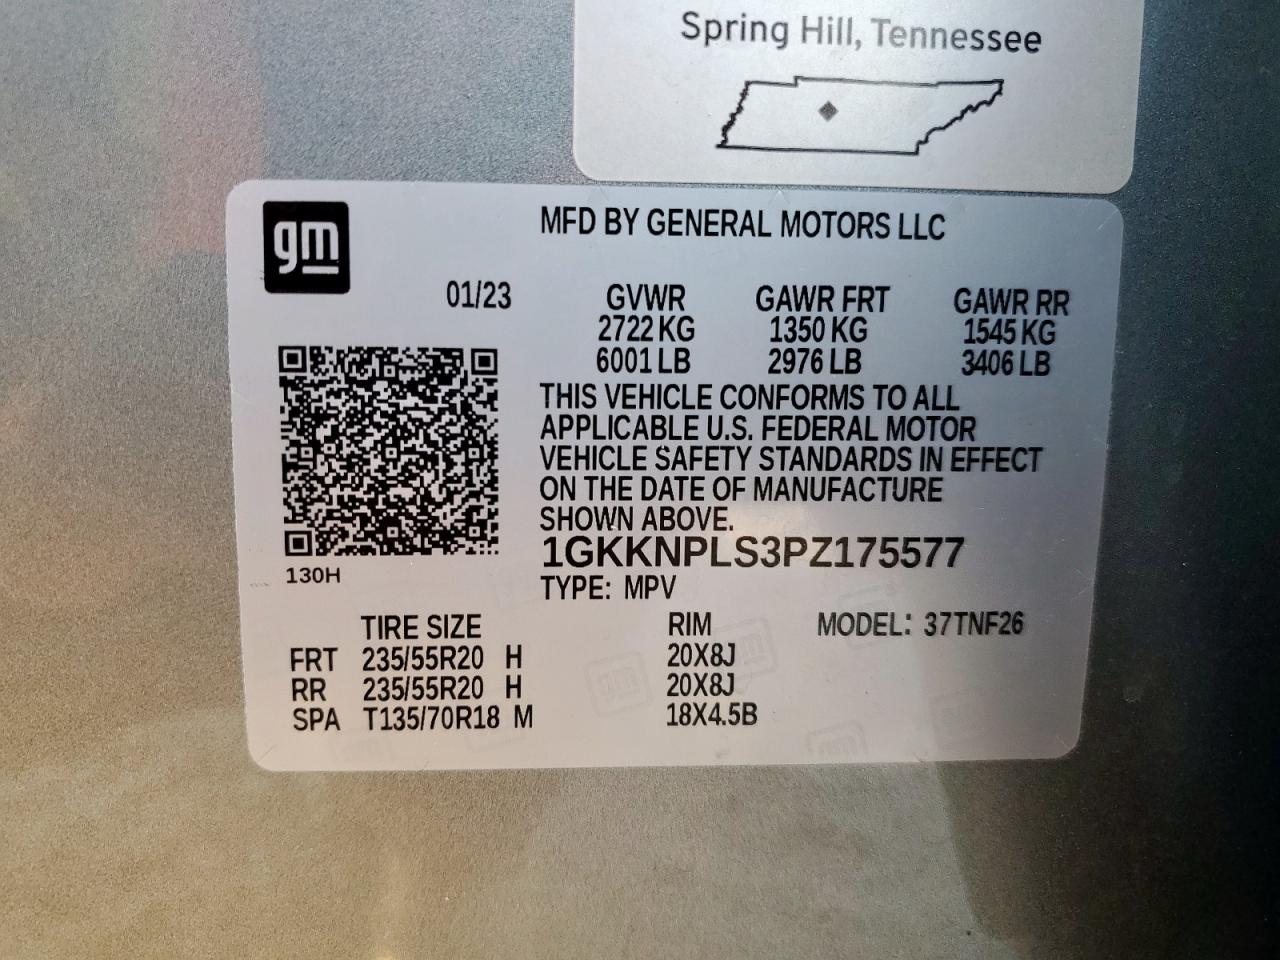 Spring Hill, Tennessee
gm
MFD BY GENERAL MOTORS LLC
01/23 GVWR GAWR FRT GAWR RR
2722 KG 1350 KG 1545 KG
6001 LB 2976 LB 3406 LB
THIS VEHICLE CONFORMS TO ALL
APPLICABLE U.S. FEDERAL MOTOR
VEHICLE SAFETY STANDARDS IN EFFECT
ON THE DATE OF MANUFACTURE
SHOWN ABOVE.
1GKKNPLS3PZ175577
130H
TYPE: MPV
TIRE SIZE RIM MODEL: 37TNF26
FRT 235/55R20 H 20X8J
RR 235/55R20 H 20X8J
SPA T135/70R18 M 18X4.5B